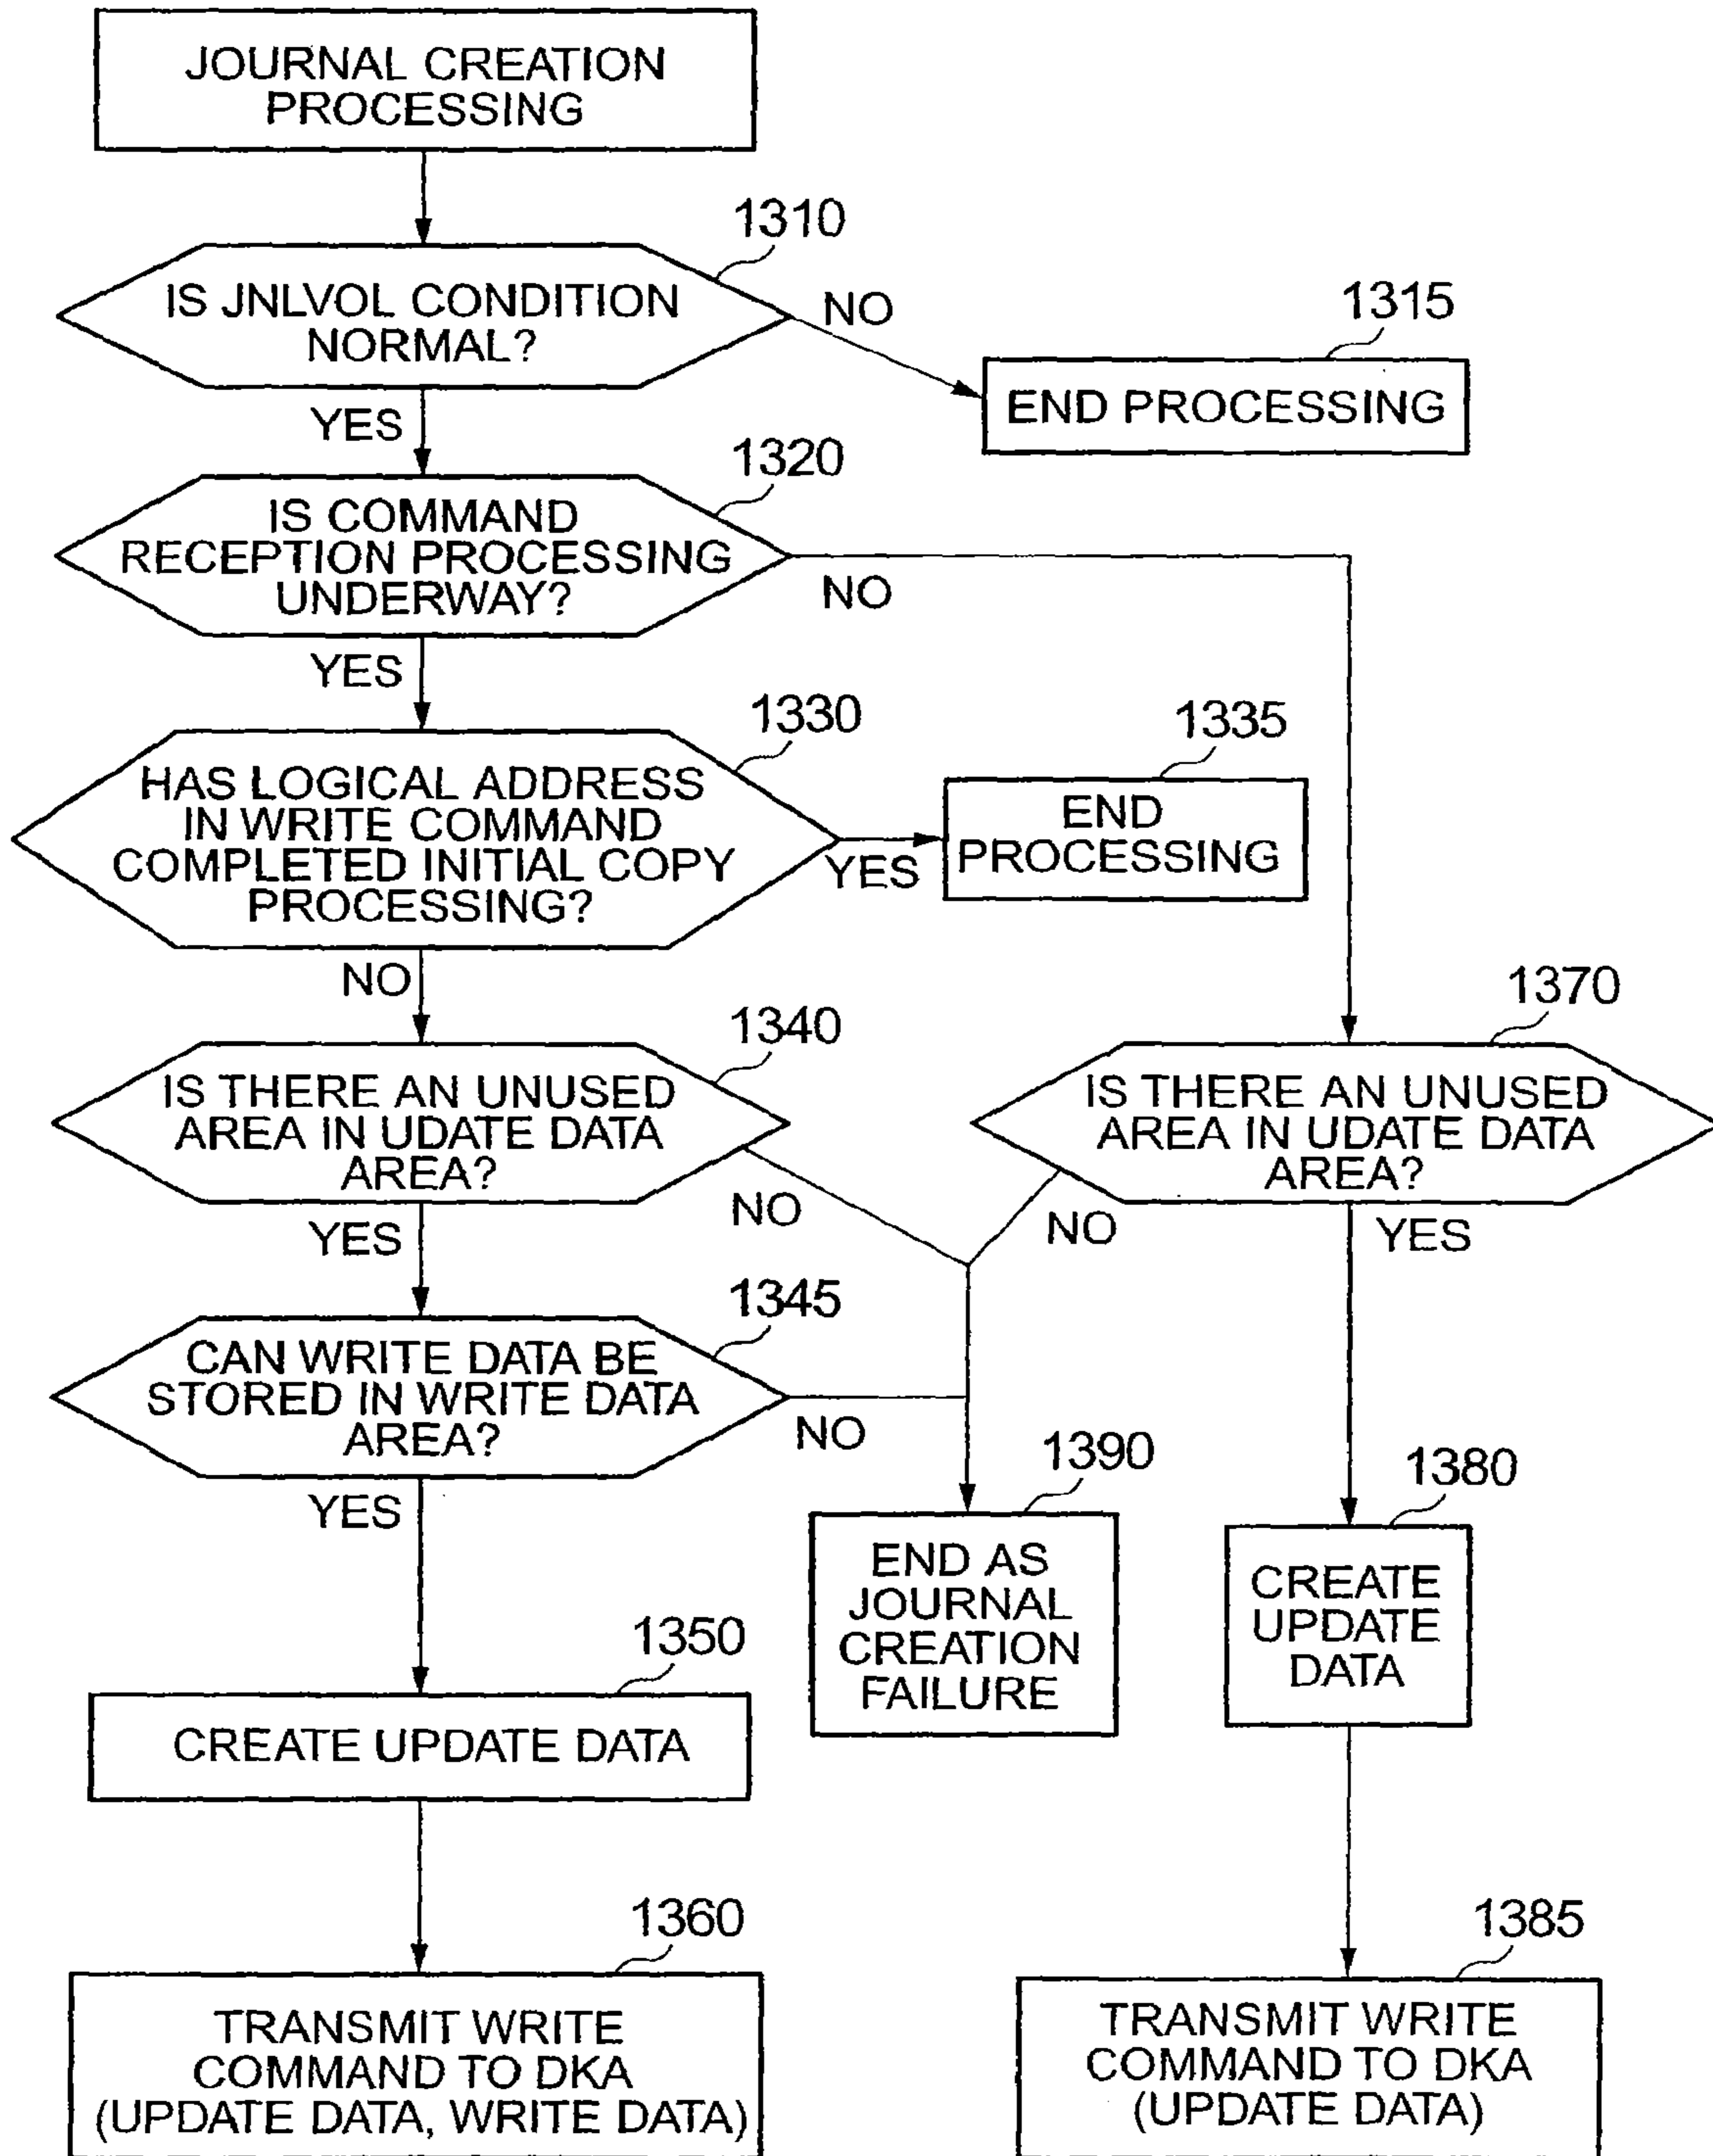 JOURNAL CREATION
PROCESSING
1310
IS JNLVOL CONDITION
NORMAL?
NO
1315
END PROCESSING
YES
1320
IS COMMAND
RECEPTION PROCESSING
UNDERWAY?
NO
YES
1330
HAS LOGICAL ADDRESS
IN WRITE COMMAND
COMPLETED INITIAL COPY
PROCESSING?
YES
1335
END
PROCESSING
NO
1340
IS THERE AN UNUSED
AREA IN UDATE DATA
AREA?
NO
YES
1370
IS THERE AN UNUSED
AREA IN UDATE DATA
AREA?
NO
YES
1345
CAN WRITE DATA BE
STORED IN WRITE DATA
AREA?
NO
YES
1390
END AS
JOURNAL
CREATION
FAILURE
1380
CREATE
UPDATE
DATA
1350
CREATE UPDATE DATA
1360
TRANSMIT WRITE
COMMAND TO DKA
(UPDATE DATA, WRITE DATA)
1385
TRANSMIT WRITE
COMMAND TO DKA
(UPDATE DATA)